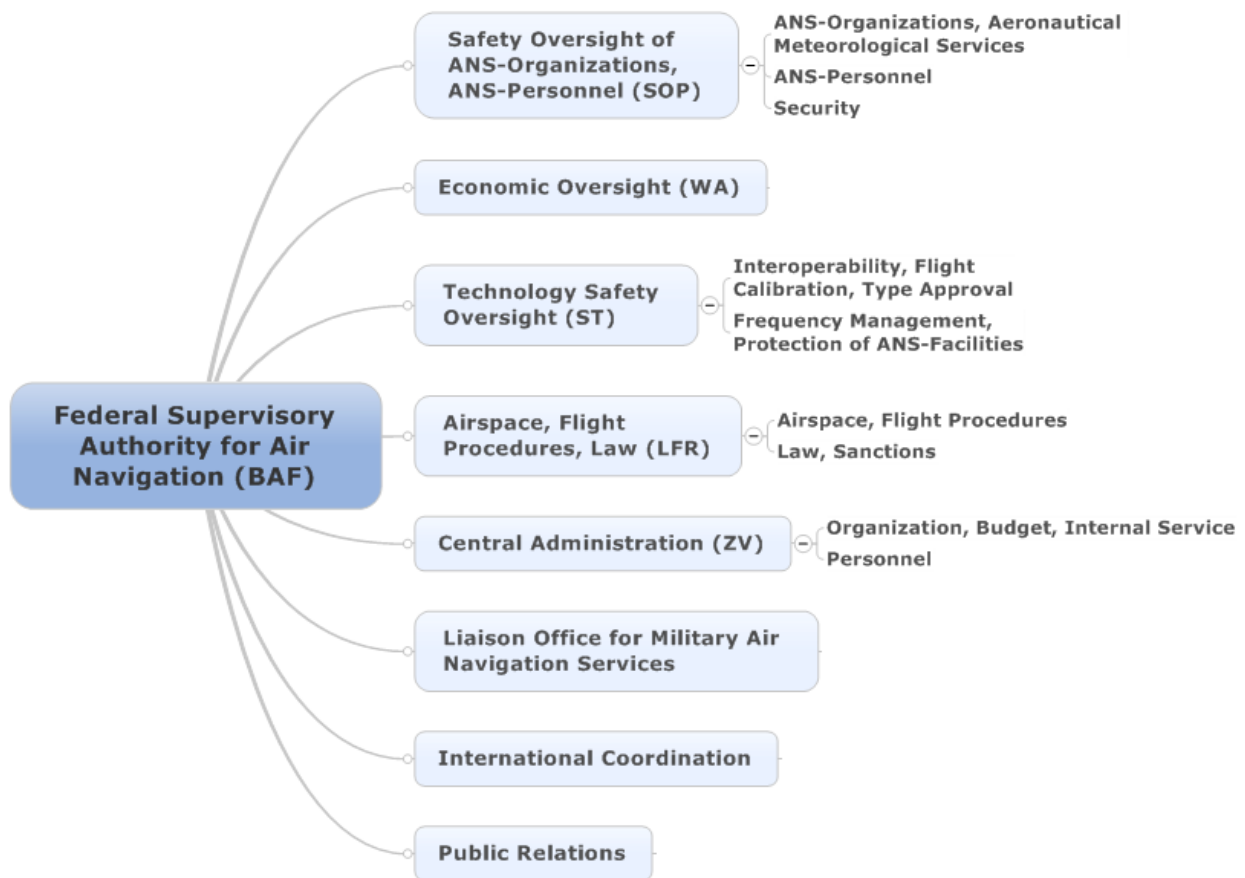 Federal Supervisory
Authority for Air
Navigation (BAF)
Safety Oversight of
ANS-Organizations,
ANS-Personnel (SOP)
ANS-Organizations, Aeronautical
Meteorological Services
ANS-Personnel
Security
Economic Oversight (WA)
Technology Safety
Oversight (ST)
Interoperability, Flight
Calibration, Type Approval
Frequency Management,
Protection of ANS-Facilities
Airspace, Flight
Procedures, Law (LFR)
Airspace, Flight Procedures
Law, Sanctions
Central Administration (ZV)
Organization, Budget, Internal Service
Personnel
Liaison Office for Military Air
Navigation Services
International Coordination
Public Relations